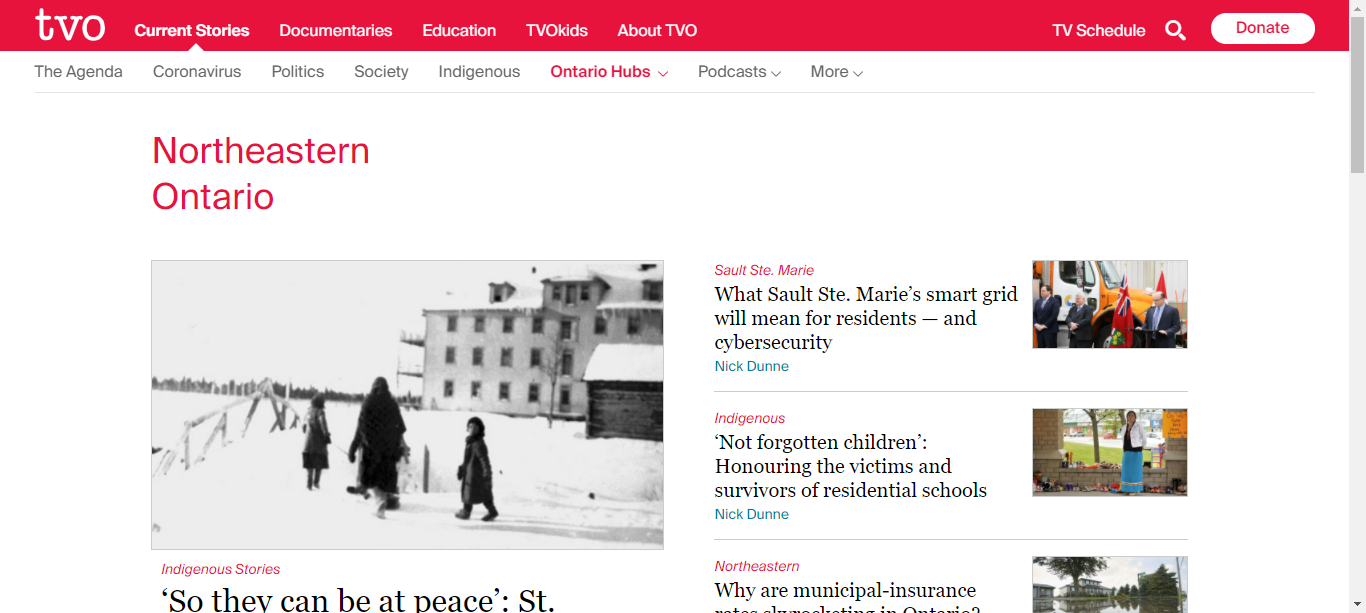 tvo
Current Stories
Documentaries
Education
TVOkids
About TVO
TV Schedule
Donate
The Agenda
Coronavirus
Politics
Society
Indigenous
Ontario Hubs
Podcasts
More
Northeastern
Ontario
Indigenous Stories
‘So they can be at peace’: St.
Sault Ste. Marie
What Sault Ste. Marie’s smart grid
will mean for residents — and
cybersecurity
Nick Dunne
Indigenous
‘Not forgotten children’:
Honouring the victims and
survivors of residential schools
Nick Dunne
Northeastern
Why are municipal-insurance
rates skyrocketing in Ontario?